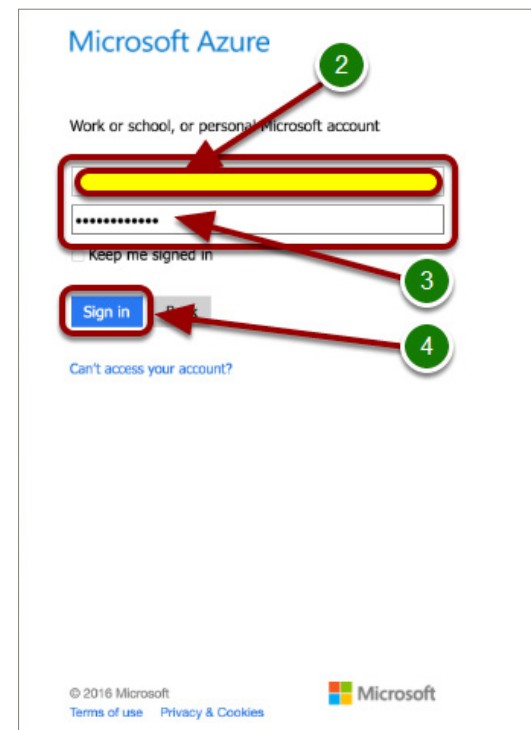 Microsoft Azure
2
Work or school, or personal Microsoft account
••••••••••••
3
Keep me signed in
Sign in
4
Can't access your account?
© 2016 Microsoft
Microsoft
Terms of use Privacy & Cookies